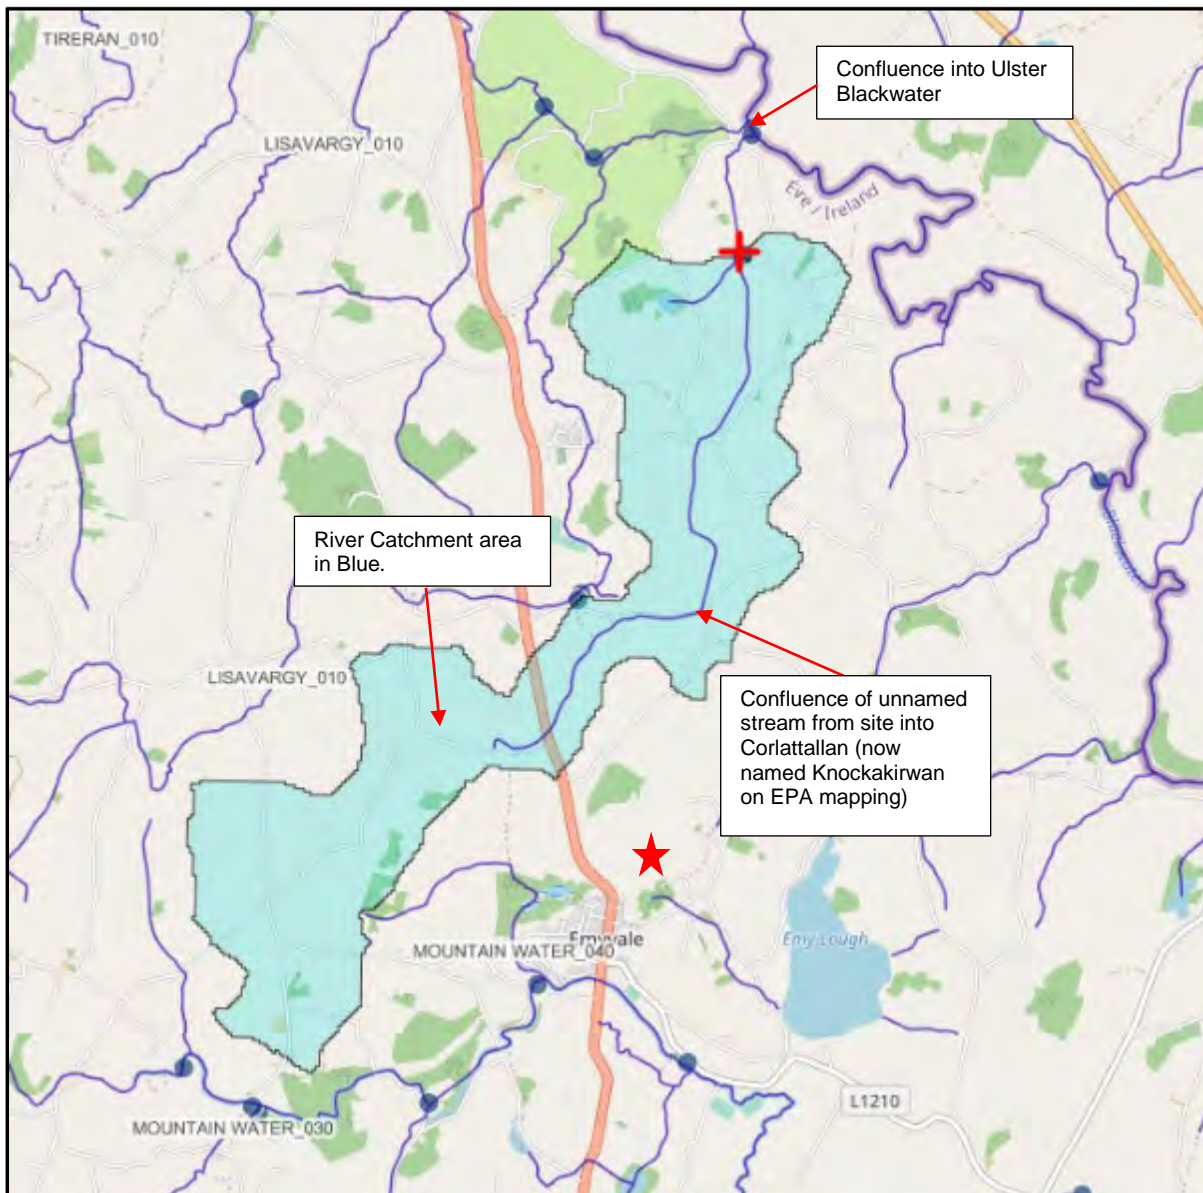 TIRERAN_010
Confluence into Ulster
Blackwater
LISAVARGY_010
Éire / Ireland
River Catchment area
in Blue.
LISAVARGY_010
Confluence of unnamed
stream from site into
Corlattallan (now
named Knockakirwan
on EPA mapping)
Emyvale
Emy Lough
MOUNTAIN WATER_040
L1210
MOUNTAIN WATER_030